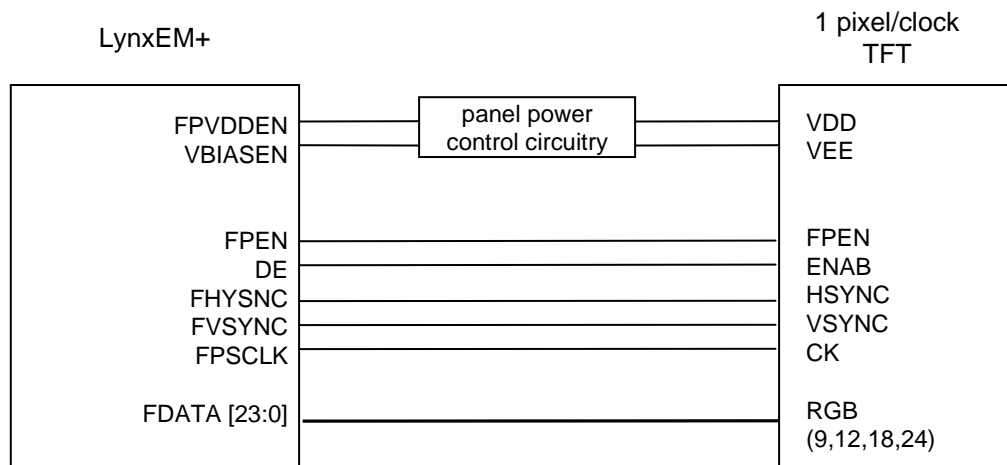 LynxEM+
1 pixel/clock
TFT
FPVDDEN
VBIASEN
panel power
control circuitry
VDD
VEE
FPEN
DE
FHYSNC
FVSYNC
FPSCLK
FPEN
ENAB
HSYNC
VSYNC
CK
FDATA [23:0]
RGB
(9,12,18,24)